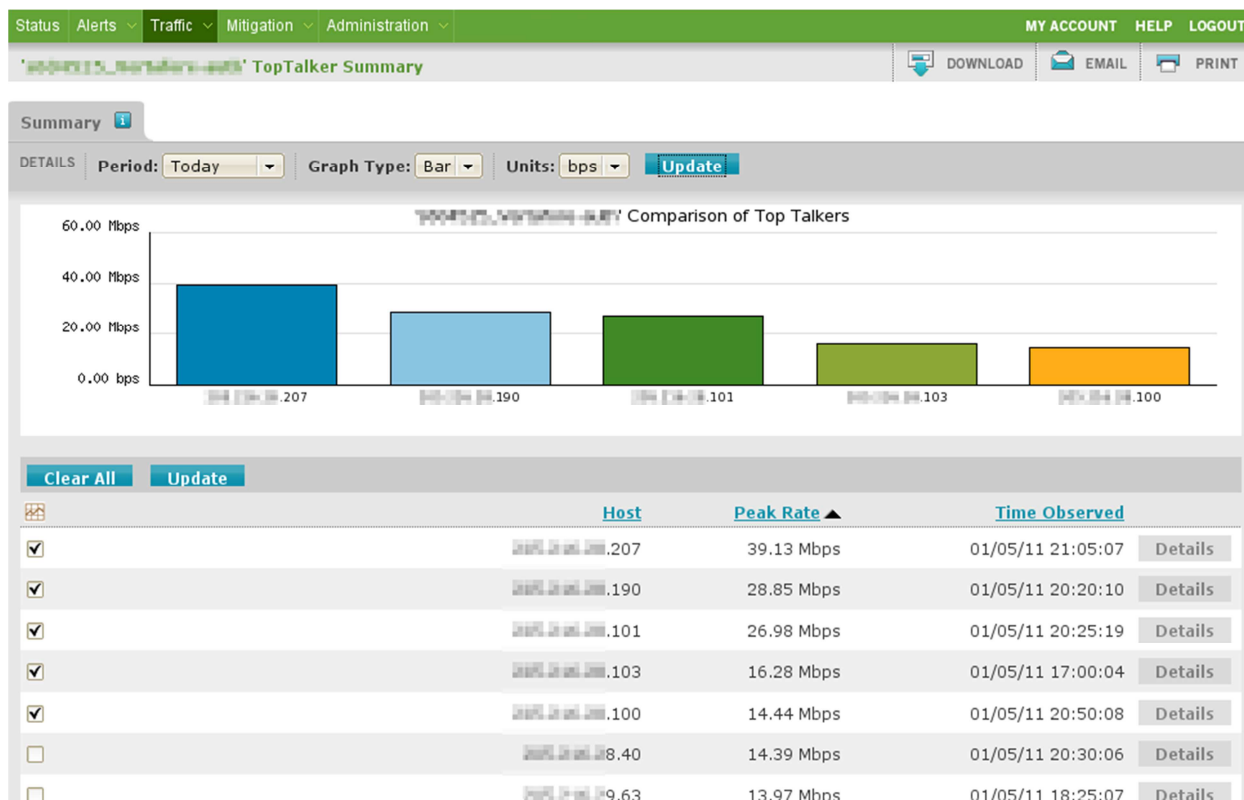 Status Alerts Traffic Mitigation Administration MY ACCOUNT HELP LOGOUT
' TopTalker Summary DOWNLOAD EMAIL PRINT
Summary i
DETAILS Period: Today Graph Type: Bar Units: bps Update
' Comparison of Top Talkers
60.00 Mbps
40.00 Mbps
20.00 Mbps
0.00 bps
.207 .190 .101 .103 .100
Clear All Update
Host Peak Rate Time Observed
.207 39.13 Mbps 01/05/11 21:05:07 Details
.190 28.85 Mbps 01/05/11 20:20:10 Details
.101 26.98 Mbps 01/05/11 20:25:19 Details
.103 16.28 Mbps 01/05/11 17:00:04 Details
.100 14.44 Mbps 01/05/11 20:50:08 Details
8.40 14.39 Mbps 01/05/11 20:30:06 Details
9.63 13.97 Mbps 01/05/11 18:25:07 Details